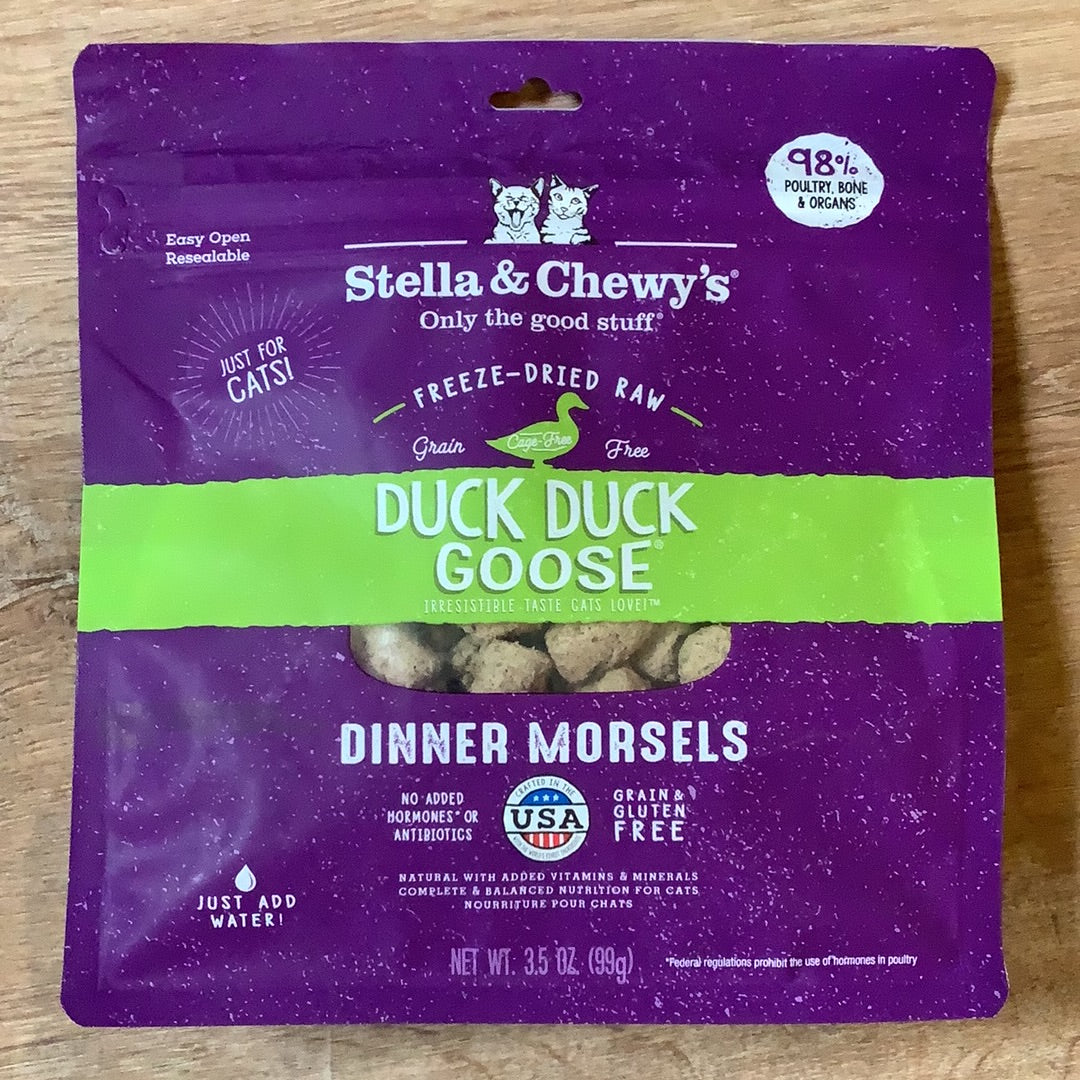 98%
POULTRY, BONE
& ORGANS
Easy Open
Resealable
Stella & Chewy's®
Only the good stuff®
JUST FOR
CATS!
FREEZE-DRIED RAW
Grain Cage-Free Free
DUCK DUCK
GOOSE®
IRRESISTIBLE TASTE CATS LOVE!™
DINNER MORSELS
NO ADDED
HORMONES* OR
ANTIBIOTICS
CRAFTED IN THE
USA
GRAIN &
GLUTEN
FREE
NATURAL WITH ADDED VITAMINS & MINERALS
COMPLETE & BALANCED NUTRITION FOR CATS
NOURRITURE POUR CHATS
JUST ADD
WATER!
NET WT. 3.5 OZ. (99g)
*Federal regulations prohibit the use of hormones in poultry